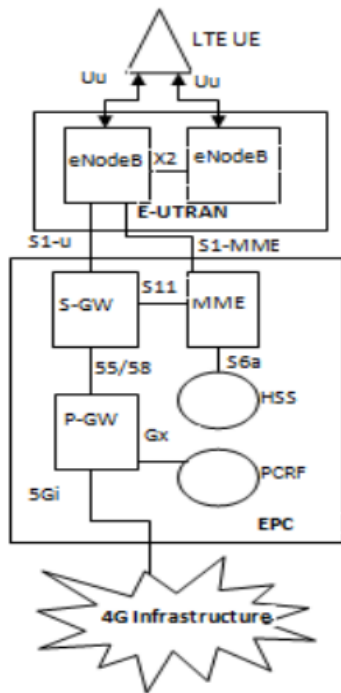 LTE UE
Uu
Uu
eNodeB
X2
eNodeB
E-UTRAN
S1-u
S1-MME
S-GW
S11
MME
55/58
S6a
HSS
P-GW
Gx
5Gi
PCRF
EPC
4G Infrastructure